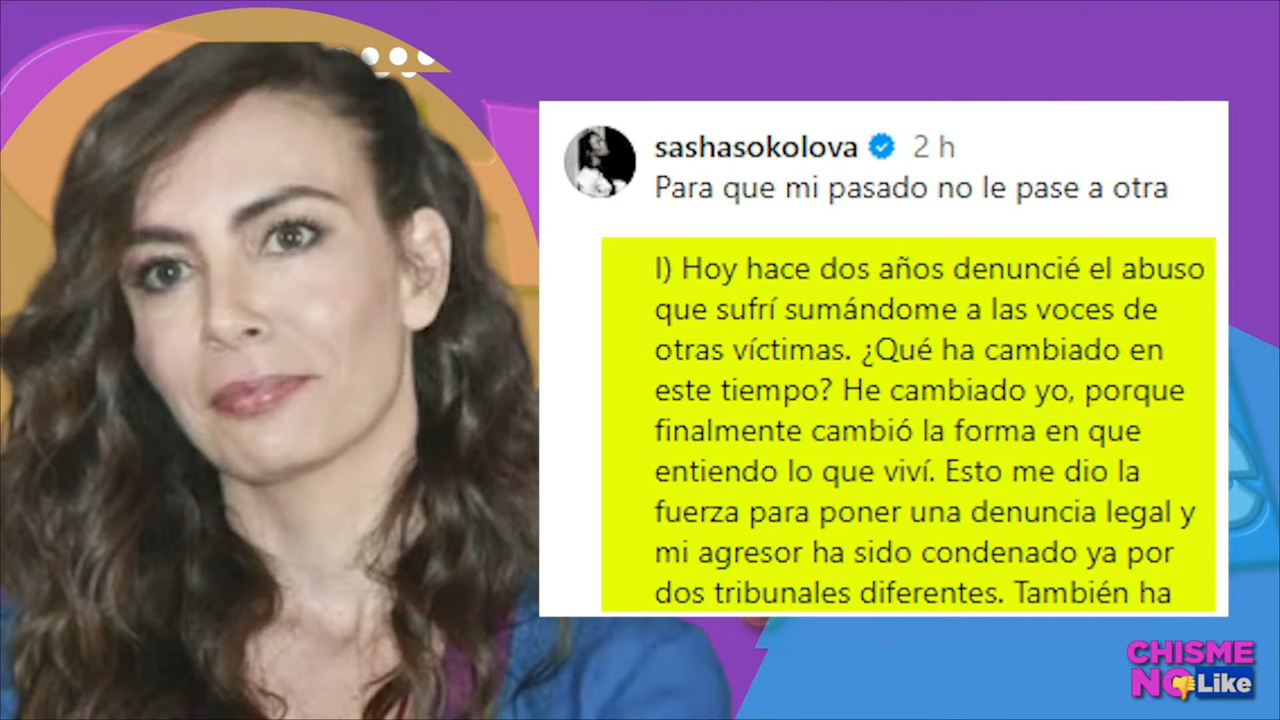 sashasokolova 2 h
Para que mi pasado no le pase a otra
I) Hoy hace dos años denuncié el abuso
que sufrí sumándome a las voces de
otras víctimas. ¿Qué ha cambiado en
este tiempo? He cambiado yo, porque
finalmente cambió la forma en que
entiendo lo que viví. Esto me dio la
fuerza para poner una denuncia legal y
mi agresor ha sido condenado ya por
dos tribunales diferentes. También ha
CHISME
NO Like